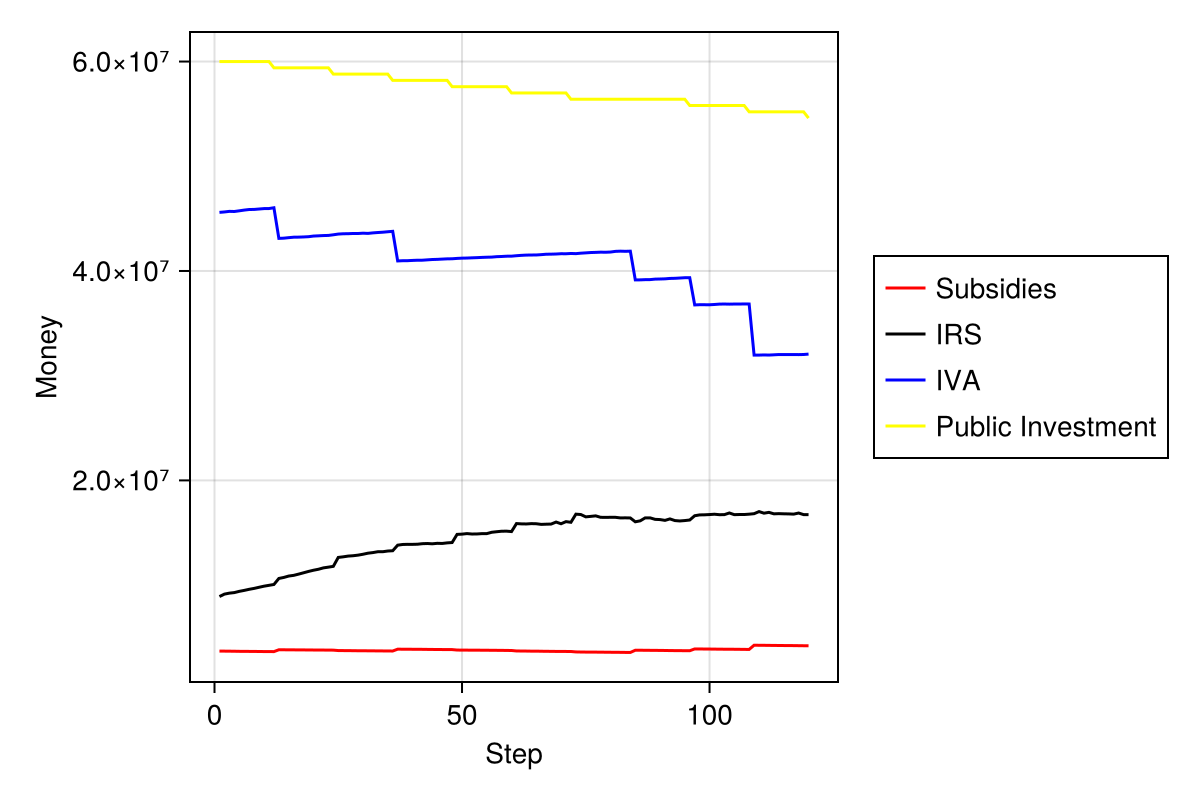 6.0×10⁷
4.0×10⁷
2.0×10⁷
Money
0 50 100
Step
Subsidies
IRS
IVA
Public Investment